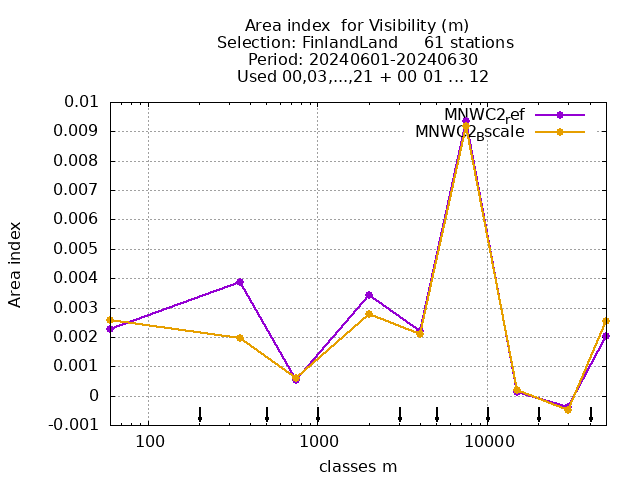 Area index  for Visibility (m)
Selection: FinlandLand     61 stations
Period: 20240601-20240630
Used 00,03,...,21 + 00 01 ... 12
MNWC2ref
MNWC2Bscale
Area index
0.01
0.009
0.008
0.007
0.006
0.005
0.004
0.003
0.002
0.001
0
-0.001
100
1000
10000
classes m